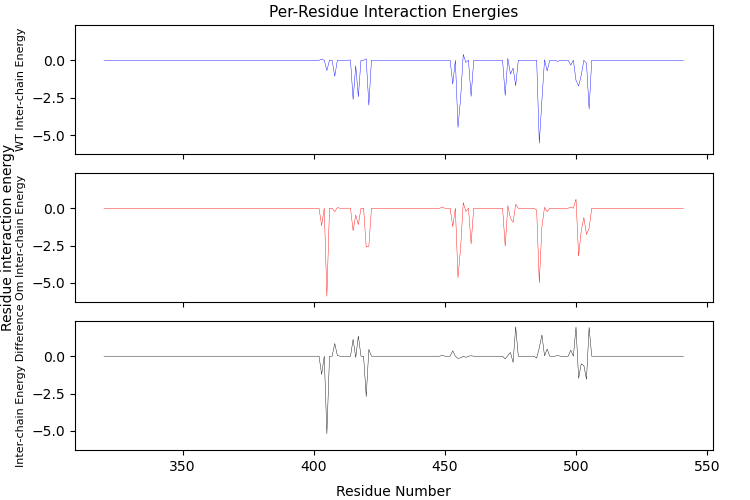 Per-Residue Interaction Energies
Residue interaction energy
WT Inter-chain Energy
0.0
−2.5
−5.0
Om Inter-chain Energy
0.0
−2.5
−5.0
Inter-chain Energy Difference
0.0
−2.5
−5.0
350 400 450 500 550
Residue Number